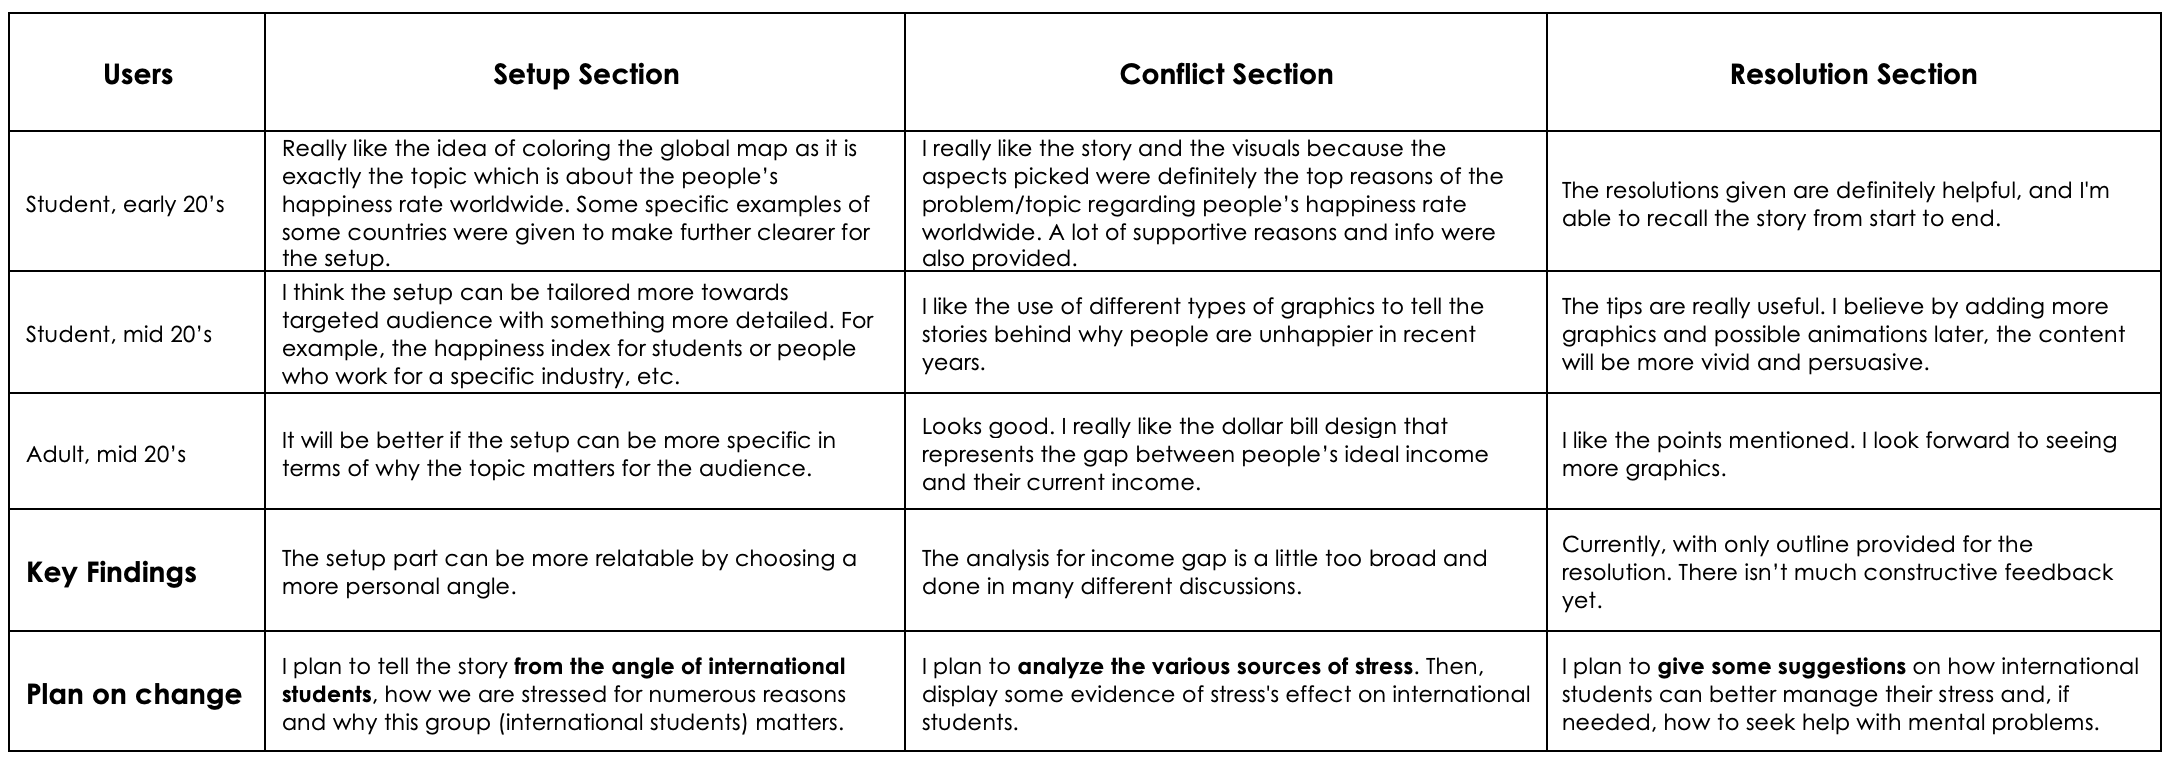 Users
Setup Section
Conflict Section
Resolution Section
Student, early 20’s
Really like the idea of coloring the global map as it is
exactly the topic which is about the people’s
happiness rate worldwide. Some specific examples of
some countries were given to make further clearer for
the setup.
I really like the story and the visuals because the
aspects picked were definitely the top reasons of the
problem/topic regarding people’s happiness rate
worldwide. A lot of supportive reasons and info were
also provided.
The resolutions given are definitely helpful, and I'm
able to recall the story from start to end.
Student, mid 20’s
I think the setup can be tailored more towards
targeted audience with something more detailed. For
example, the happiness index for students or people
who work for a specific industry, etc.
I like the use of different types of graphics to tell the
stories behind why people are unhappier in recent
years.
The tips are really useful. I believe by adding more
graphics and possible animations later, the content
will be more vivid and persuasive.
Adult, mid 20’s
It will be better if the setup can be more specific in
terms of why the topic matters for the audience.
Looks good. I really like the dollar bill design that
represents the gap between people’s ideal income
and their current income.
I like the points mentioned. I look forward to seeing
more graphics.
Key Findings
The setup part can be more relatable by choosing a
more personal angle.
The analysis for income gap is a little too broad and
done in many different discussions.
Currently, with only outline provided for the
resolution. There isn’t much constructive feedback
yet.
Plan on change
I plan to tell the story from the angle of international
students, how we are stressed for numerous reasons
and why this group (international students) matters.
I plan to analyze the various sources of stress. Then,
display some evidence of stress's effect on international
students.
I plan to give some suggestions on how international
students can better manage their stress and, if
needed, how to seek help with mental problems.